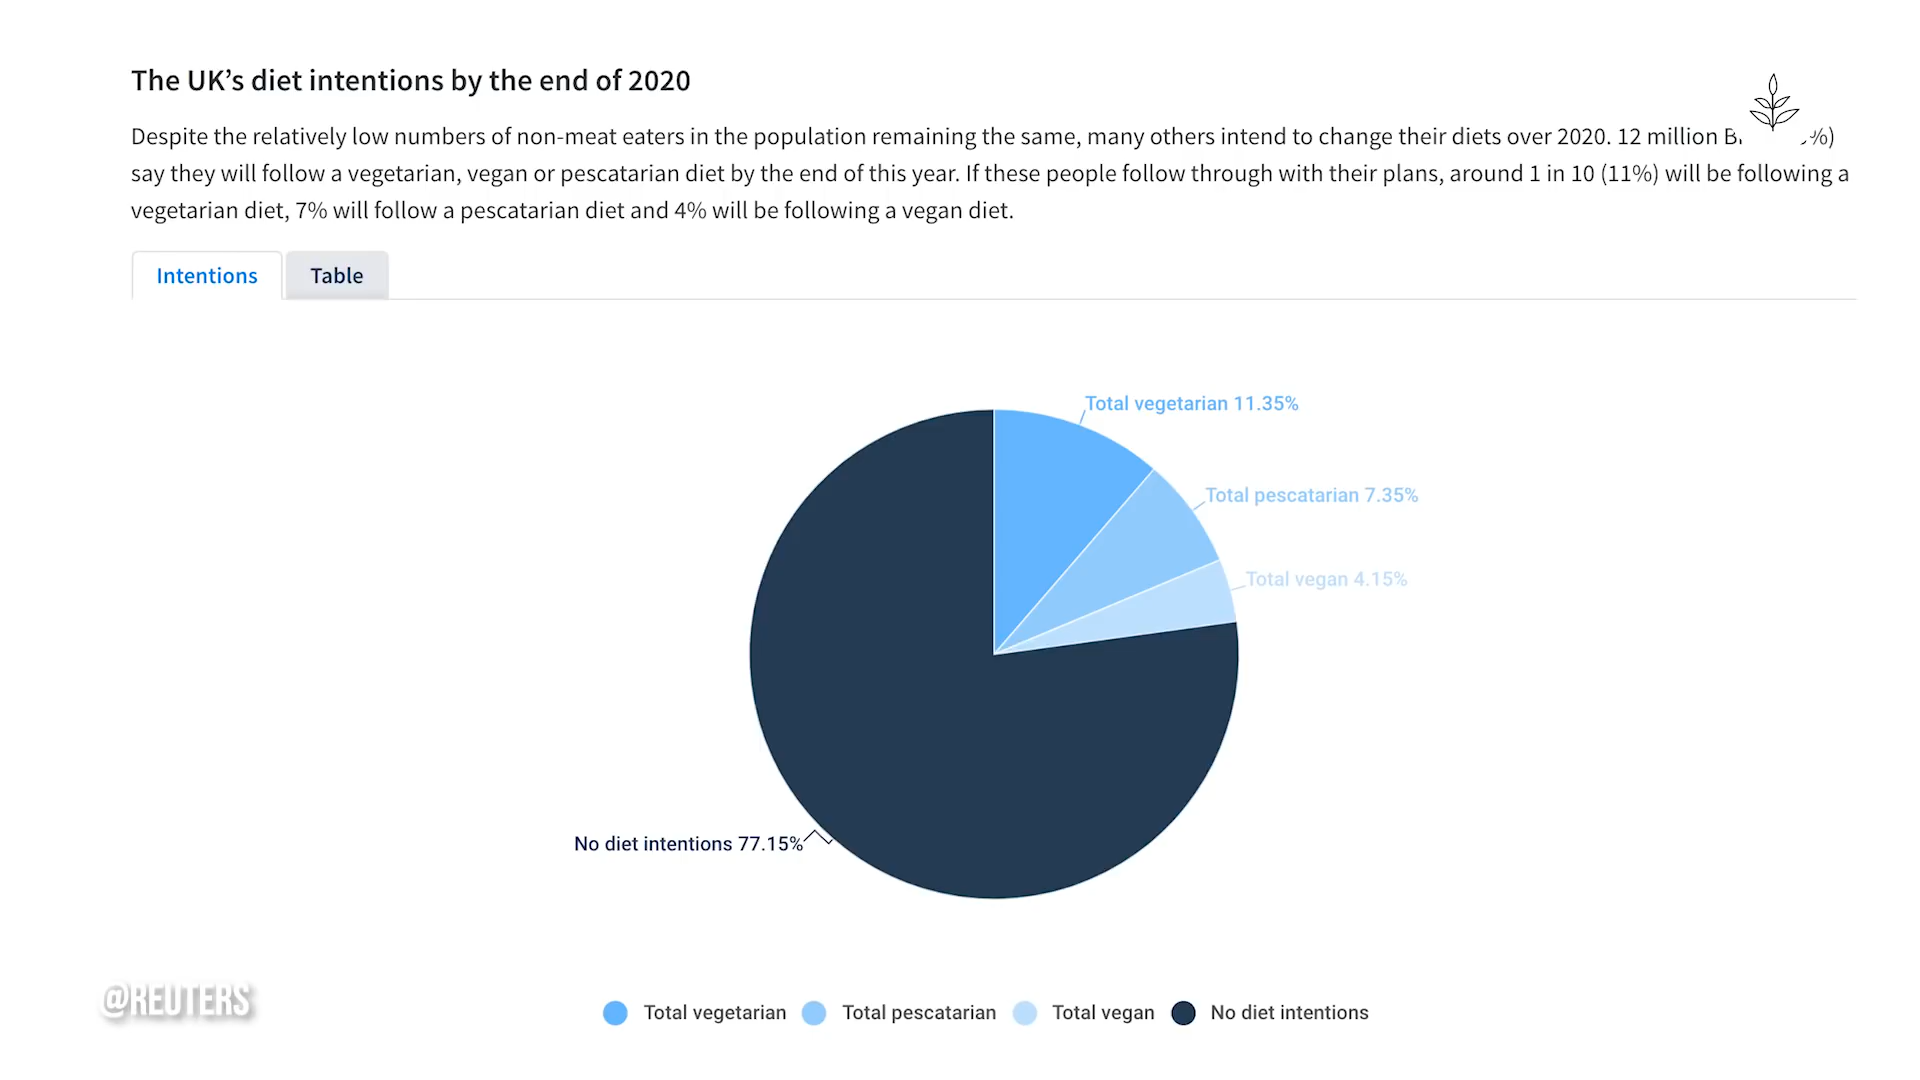 The UK's diet intentions by the end of 2020
Despite the relatively low numbers of non-meat eaters in the population remaining the same, many others intend to change their diets over 2020. 12 million %)
say they will follow a vegetarian, vegan or pescatarian diet by the end of this year. If these people follow through with their plans, around 1 in 10 (11%) will be following a
vegetarian diet, 7% will follow a pescatarian diet and 4% will be following a vegan diet.
Intentions Table
Total vegetarian 11.35%
Total pescatarian 7.35%
Total vegan 4.15%
No diet intentions 77.15%
@REUTERS
Total vegetarian Total pescatarian Total vegan No diet intentions